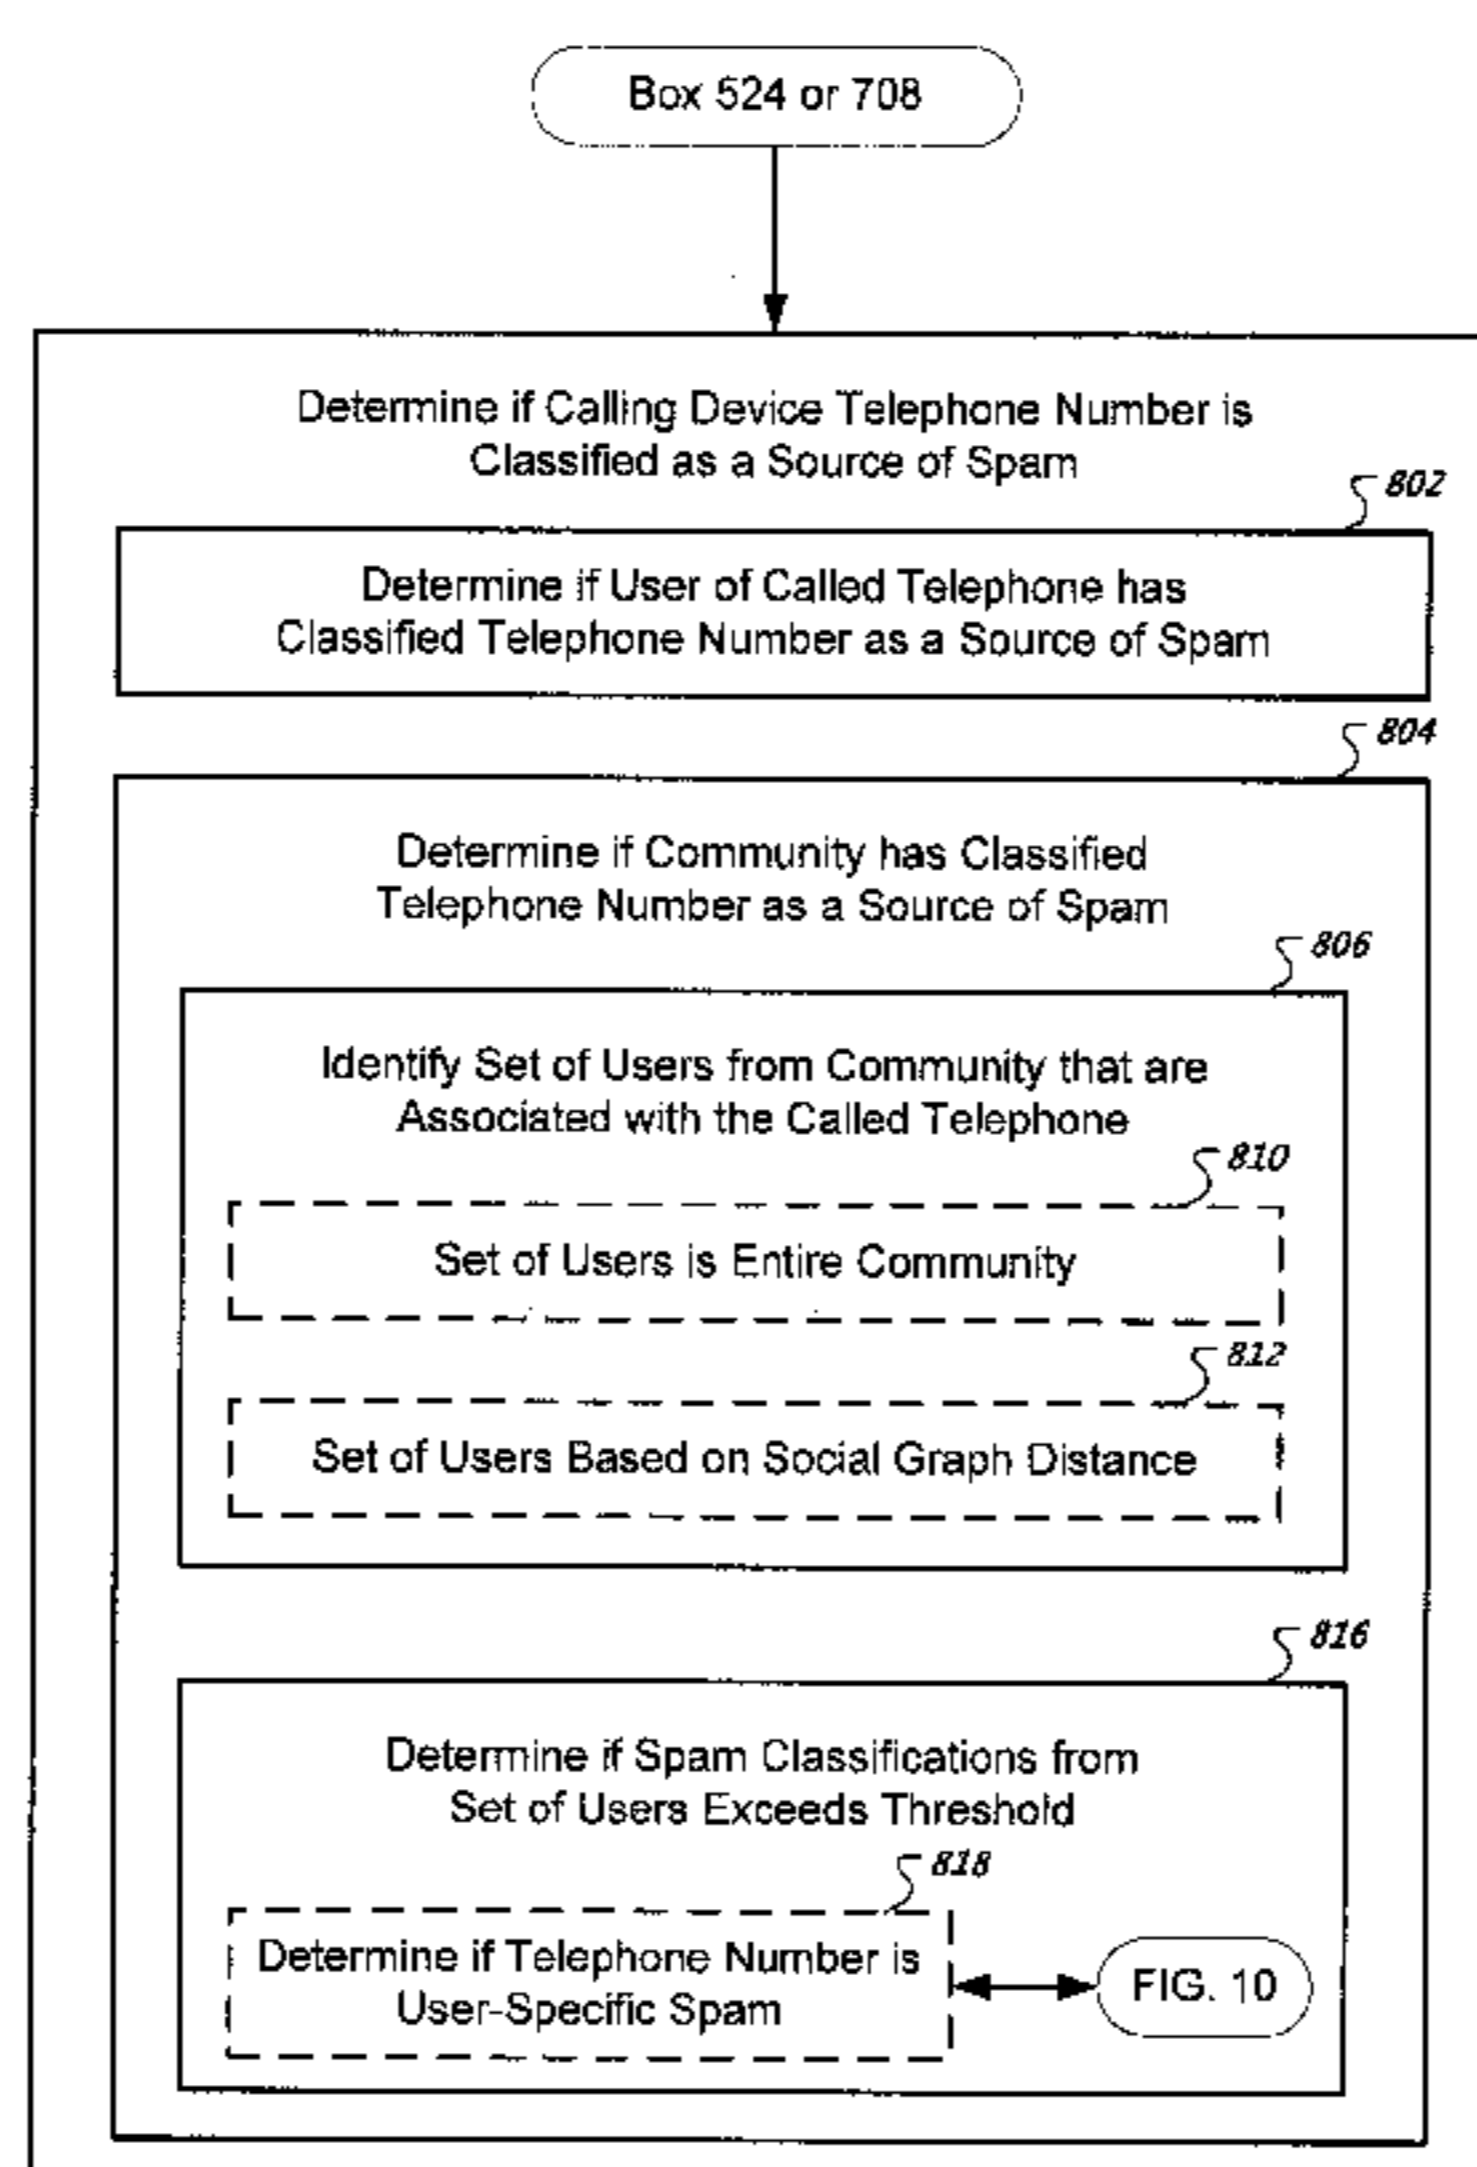 Box 524 or 708
Determine if Calling Device Telephone Number is
Classified as a Source of Spam
802
Determine if User of Called Telephone has
Classified Telephone Number as a Source of Spam
804
Determine if Community has Classified
Telephone Number as a Source of Spam
806
Identify Set of Users from Community that are
Associated with the Called Telephone
810
Set of Users is Entire Community
812
Set of Users Based on Social Graph Distance
816
Determine if Spam Classifications from
Set of Users Exceeds Threshold
818
Determine if Telephone Number is
User-Specific Spam
FIG. 10